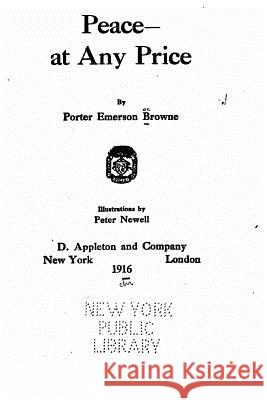 Peace—
at Any Price
By
Porter Emerson Browne
Illustrations by
Peter Newell
D. Appleton and Company
New York London
1916
NEW YORK
PUBLIC
LIBRARY